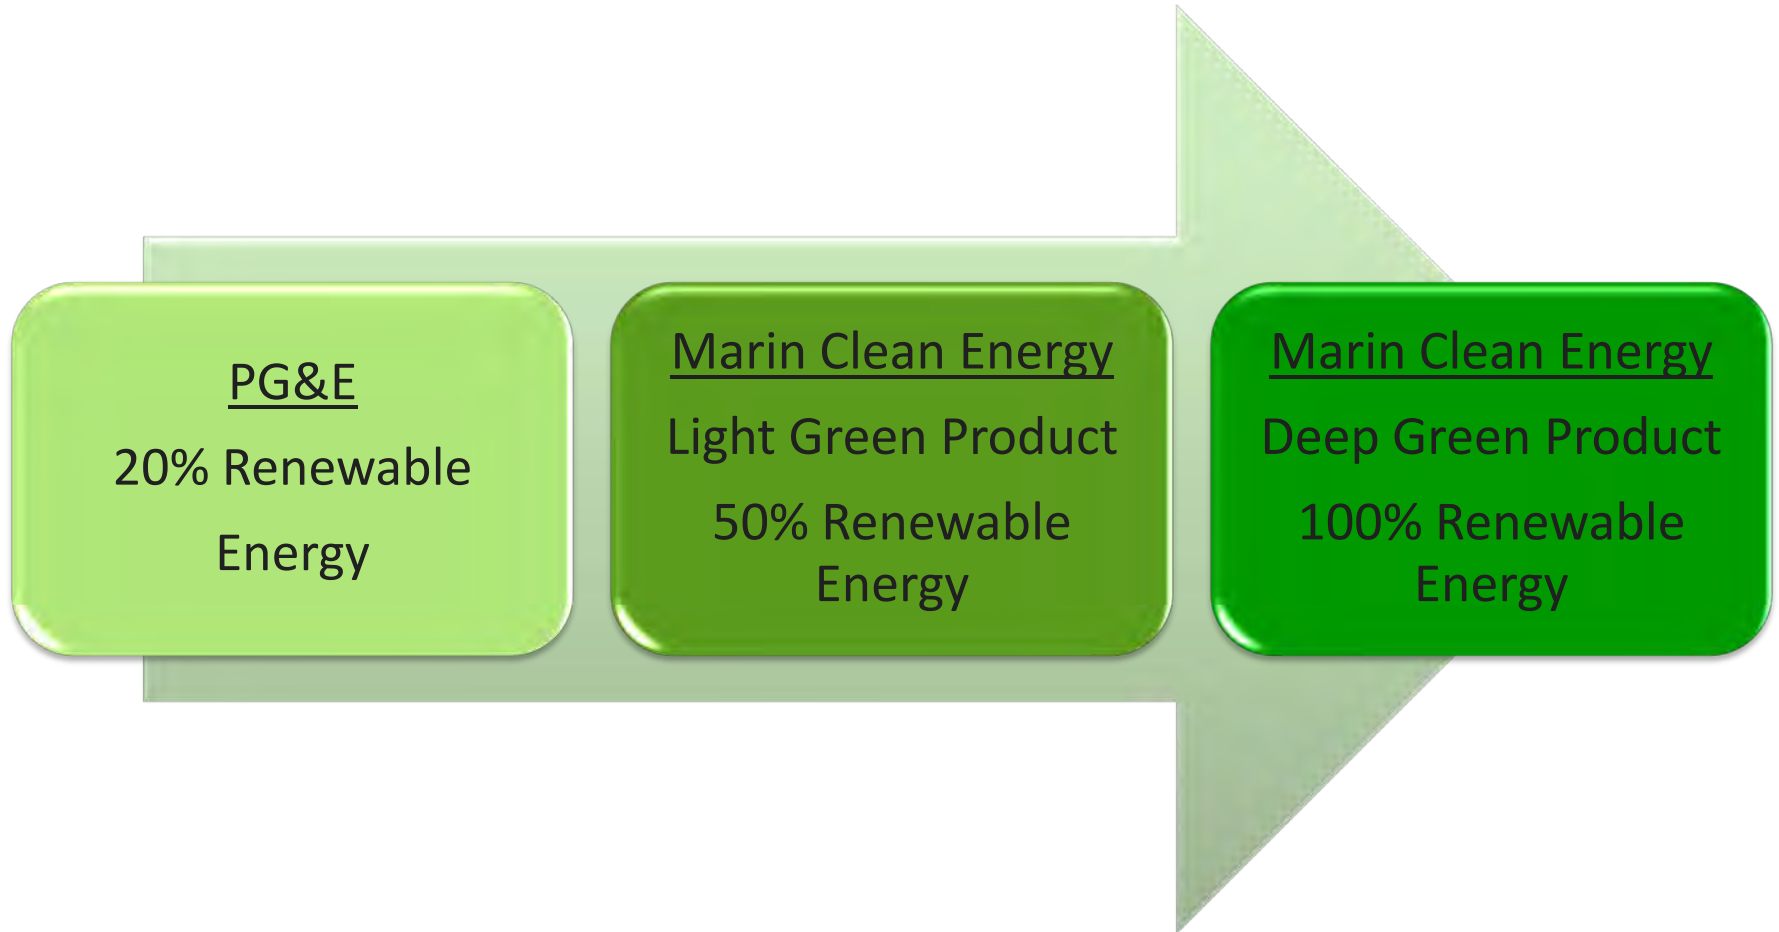 PG&E
20% Renewable
Energy
Marin Clean Energy
Light Green Product
50% Renewable
Energy
Marin Clean Energy
Deep Green Product
100% Renewable
Energy